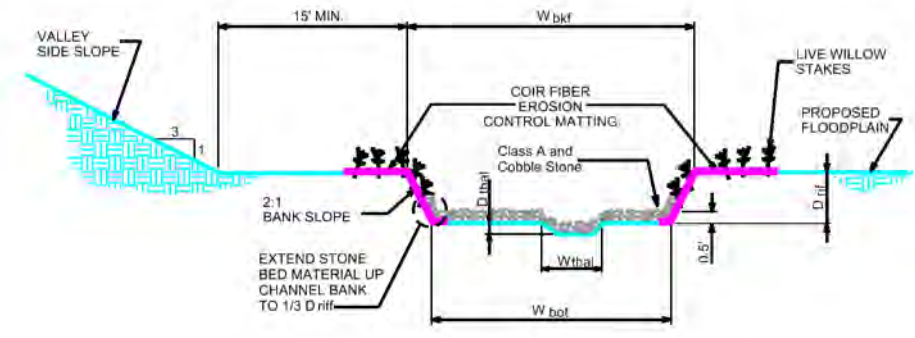 15' MIN.
W bkf
VALLEY
SIDE SLOPE
LIVE WILLOW
STAKES
COIR FIBER
EROSION
CONTROL MATTING
PROPOSED
FLOODPLAIN
3
1
Class A and
Cobble Stone
D thal
D rif
2:1
BANK SLOPE
0.5'
EXTEND STONE
BED MATERIAL UP
CHANNEL BANK
TO 1/3 D riff
W thal
W bot